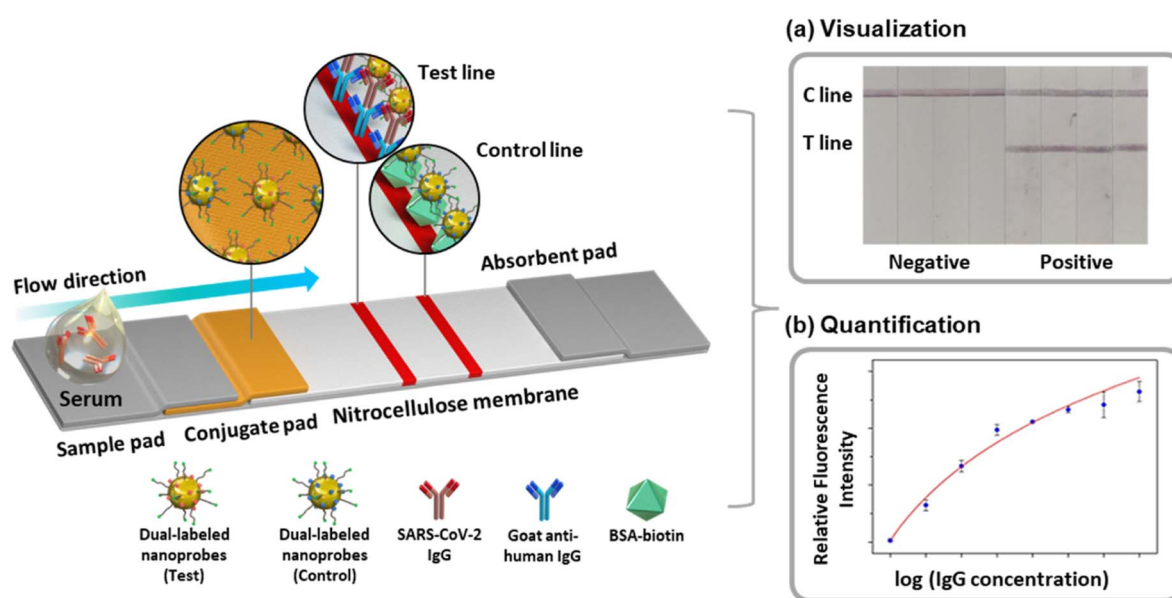 Test line
Control line
Absorbent pad
Flow direction
Serum
Sample pad
Conjugate pad
Nitrocellulose membrane
Dual-labeled
nanoprobes
(Test)
Dual-labeled
nanoprobes
(Control)
SARS-CoV-2
IgG
Goat anti-
human IgG
BSA-biotin
(a) Visualization
C line
T line
Negative
Positive
(b) Quantification
Relative Fluorescence
Intensity
log (IgG concentration)